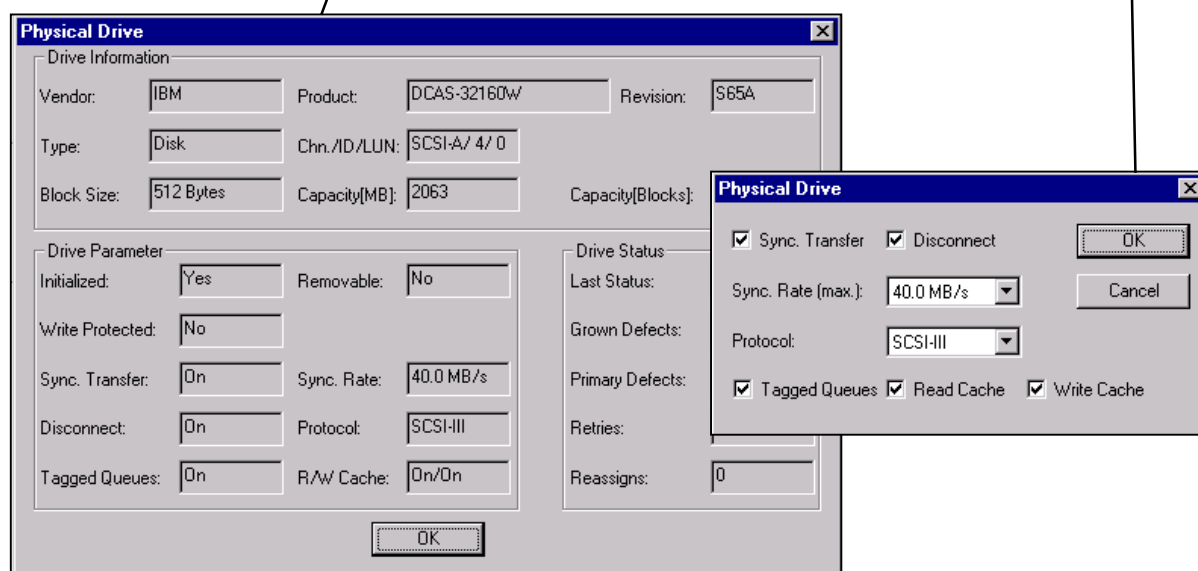 Physical Drive
Drive Information
Vendor: IBM Product: DCAS-32160W Revision: S65A
Type: Disk Chn./ID/LUN: SCSI-A/ 4/ 0
Block Size: 512 Bytes Capacity[MB]: 2063 Capacity[Blocks]:
Drive Parameter
Initialized: Yes Removable: No
Write Protected: No
Sync. Transfer: On Sync. Rate: 40.0 MB/s
Disconnect: On Protocol: SCSI-III
Tagged Queues: On R/W Cache: On/On
Drive Status
Last Status:
Grown Defects:
Primary Defects:
Retries:
Reassigns: 0
OK
Physical Drive
Sync. Transfer Disconnect OK
Sync. Rate (max.): 40.0 MB/s Cancel
Protocol: SCSI-III
Tagged Queues Read Cache Write Cache